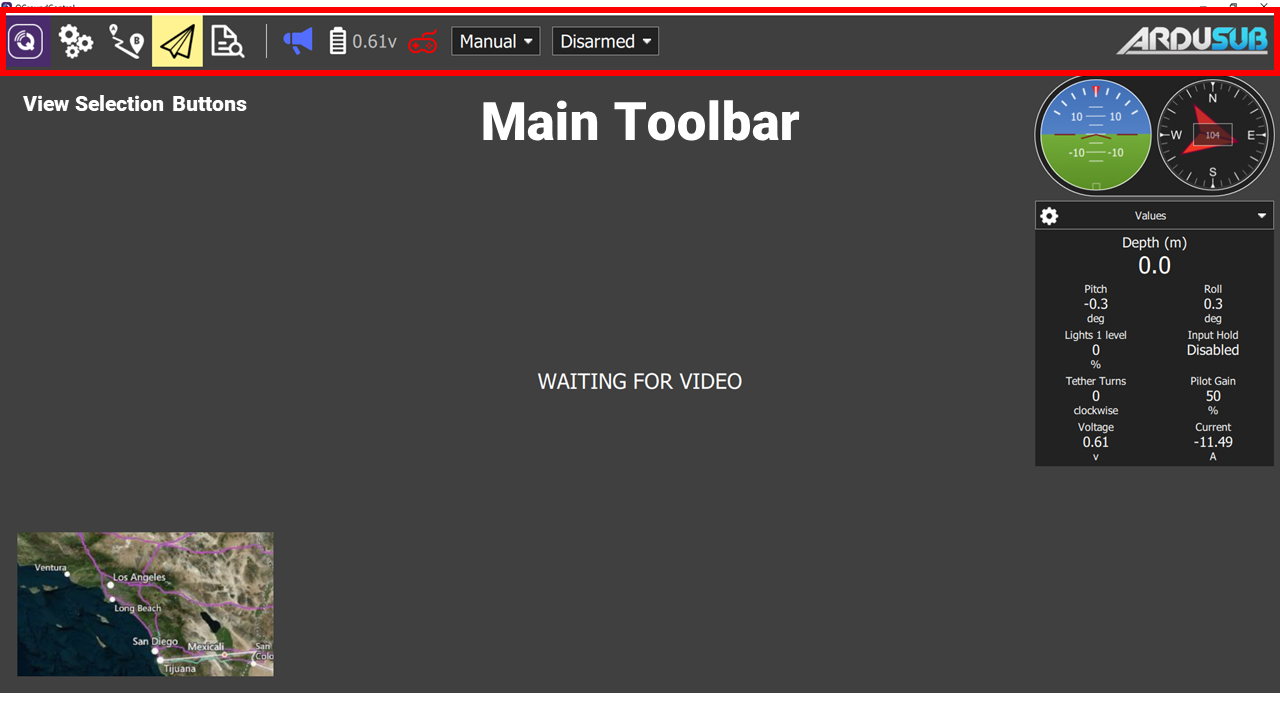 QGroundControl
B
0.61v
Manual
Disarmed
ARDUSUB
View Selection Buttons
Main Toolbar
10 10
-10 -10
N
W 104 E
S
Values
Depth (m)
0.0
Pitch Roll
-0.3 0.3
deg deg
Lights 1 level Input Hold
0 Disabled
%
Tether Turns Pilot Gain
0 50
clockwise %
Voltage Current
0.61 -11.49
v A
WAITING FOR VIDEO
Ventura
Los Angeles
Long Beach
San Diego
Mexicali
San
Colo
Tijuana